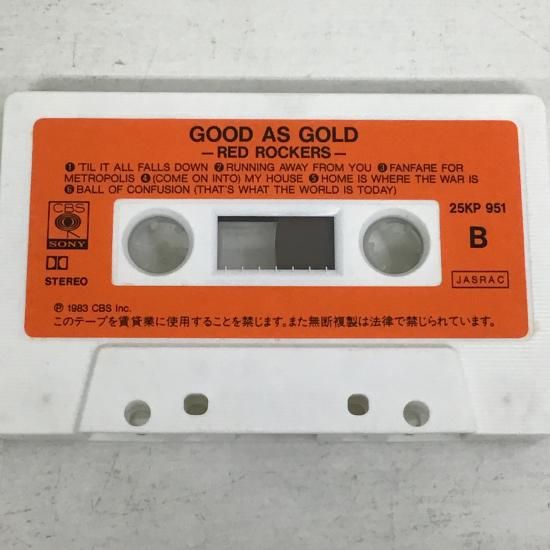 GOOD AS GOLD
— RED ROCKERS —
❶ 'TIL IT ALL FALLS DOWN ❷ RUNNING AWAY FROM YOU ❸ FANFARE FOR
METROPOLIS ❹ (COME ON INTO) MY HOUSE ❺ HOME IS WHERE THE WAR IS
❻ BALL OF CONFUSION (THAT'S WHAT THE WORLD IS TODAY)
CBS
SONY
STEREO
25KP 951
B
JASRAC
Ⓟ 1983 CBS Inc.
このテープを賃貸業に使用することを禁じます。また無断複製は法律で禁じられています。